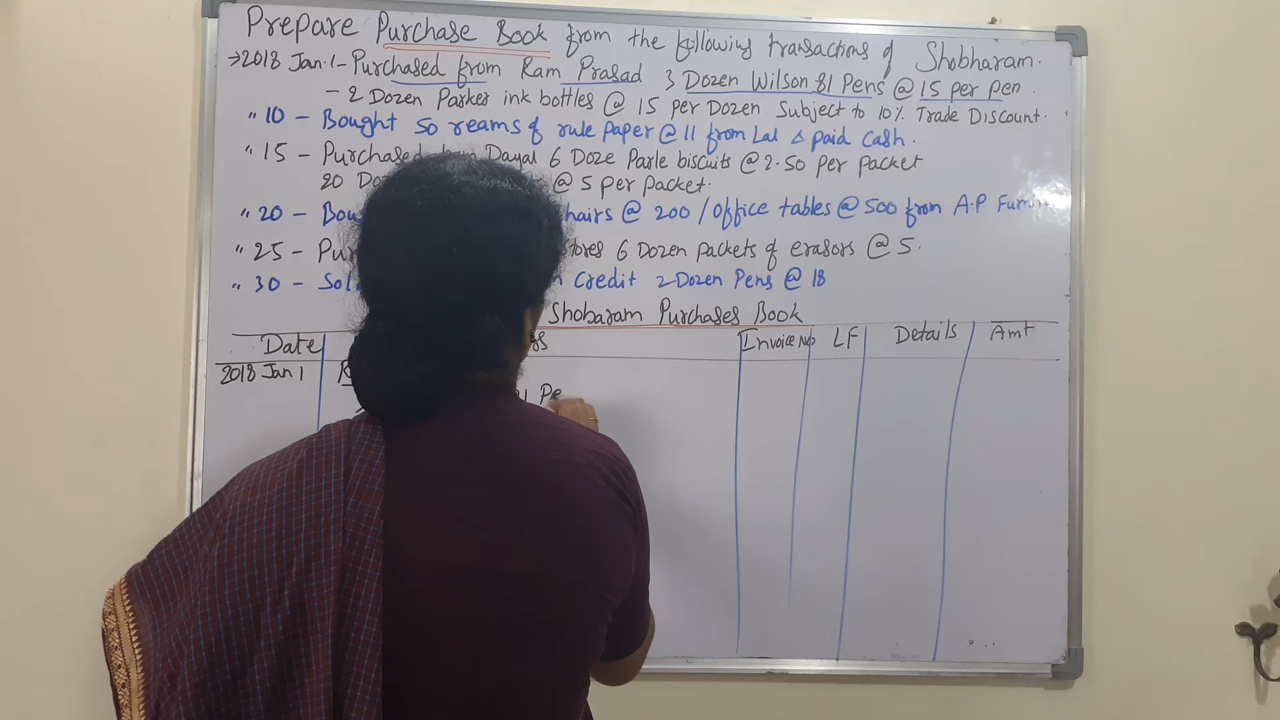 Prepare Purchase Book from the following transactions of Shobharam.
→2018 Jan.1- Purchased from Ram Prasad 3 Dozen Wilson 81 Pens @ 15 per pen.
- 2 Dozen Parker ink bottles @ 15 per Dozen Subject to 10% Trade Discount.
" 10 - Bought 50 reams of rule paper @ 11 from Lal & paid cash.
" 15 - Purchased Dayal 6 Doze Parle biscuits @ 2.50 per packet
20 @ 5 per packet.
" 20 - @ 200 / Office tables @ 500 from A.P
" 25 - 6 Dozen packets of erasors @ 5.
" 30 - Credit 2 Dozen Pens @ 18
Shobaram Purchases Book
Date Invoice No LF Details Amt
2018 Jan 1